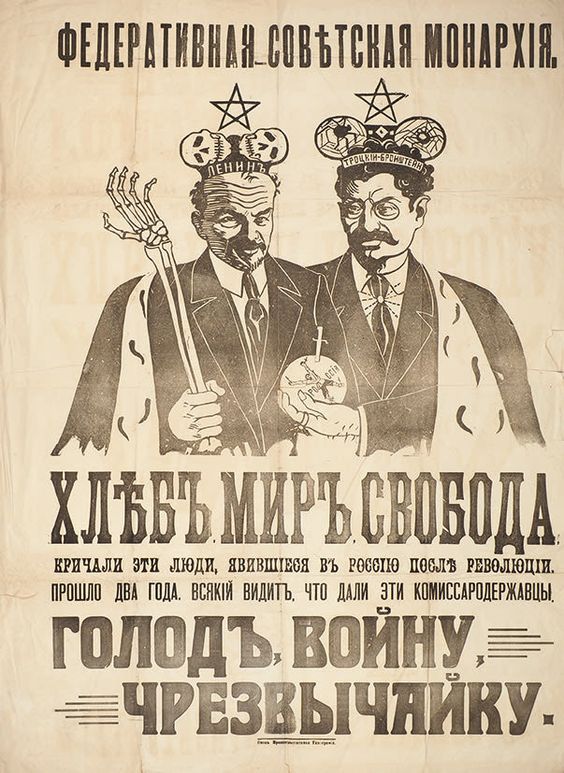 ФЕДЕРАТИВНАЯ СОВѢТСКАЯ МОНАРХІЯ.
ЛЕНИНЪ
ТРОЦКІЙ-БРОНШТЕЙНЪ
ХЛѢБЪ, МИРЪ, СВОБОДА,
КРИЧАЛИ ЭТИ ЛЮДИ, ЯВИВШІЕСЯ ВЪ РОССІЮ ПОСЛѢ РЕВОЛЮЦІИ.
ПРОШЛО ДВА ГОДА. ВСЯКІЙ ВИДИТЪ, ЧТО ДАЛИ ЭТИ КОМИССАРОДЕРЖАВЦЫ.
ГОЛОДЪ, ВОЙНУ,
ЧРЕЗВЫЧАЙКУ.